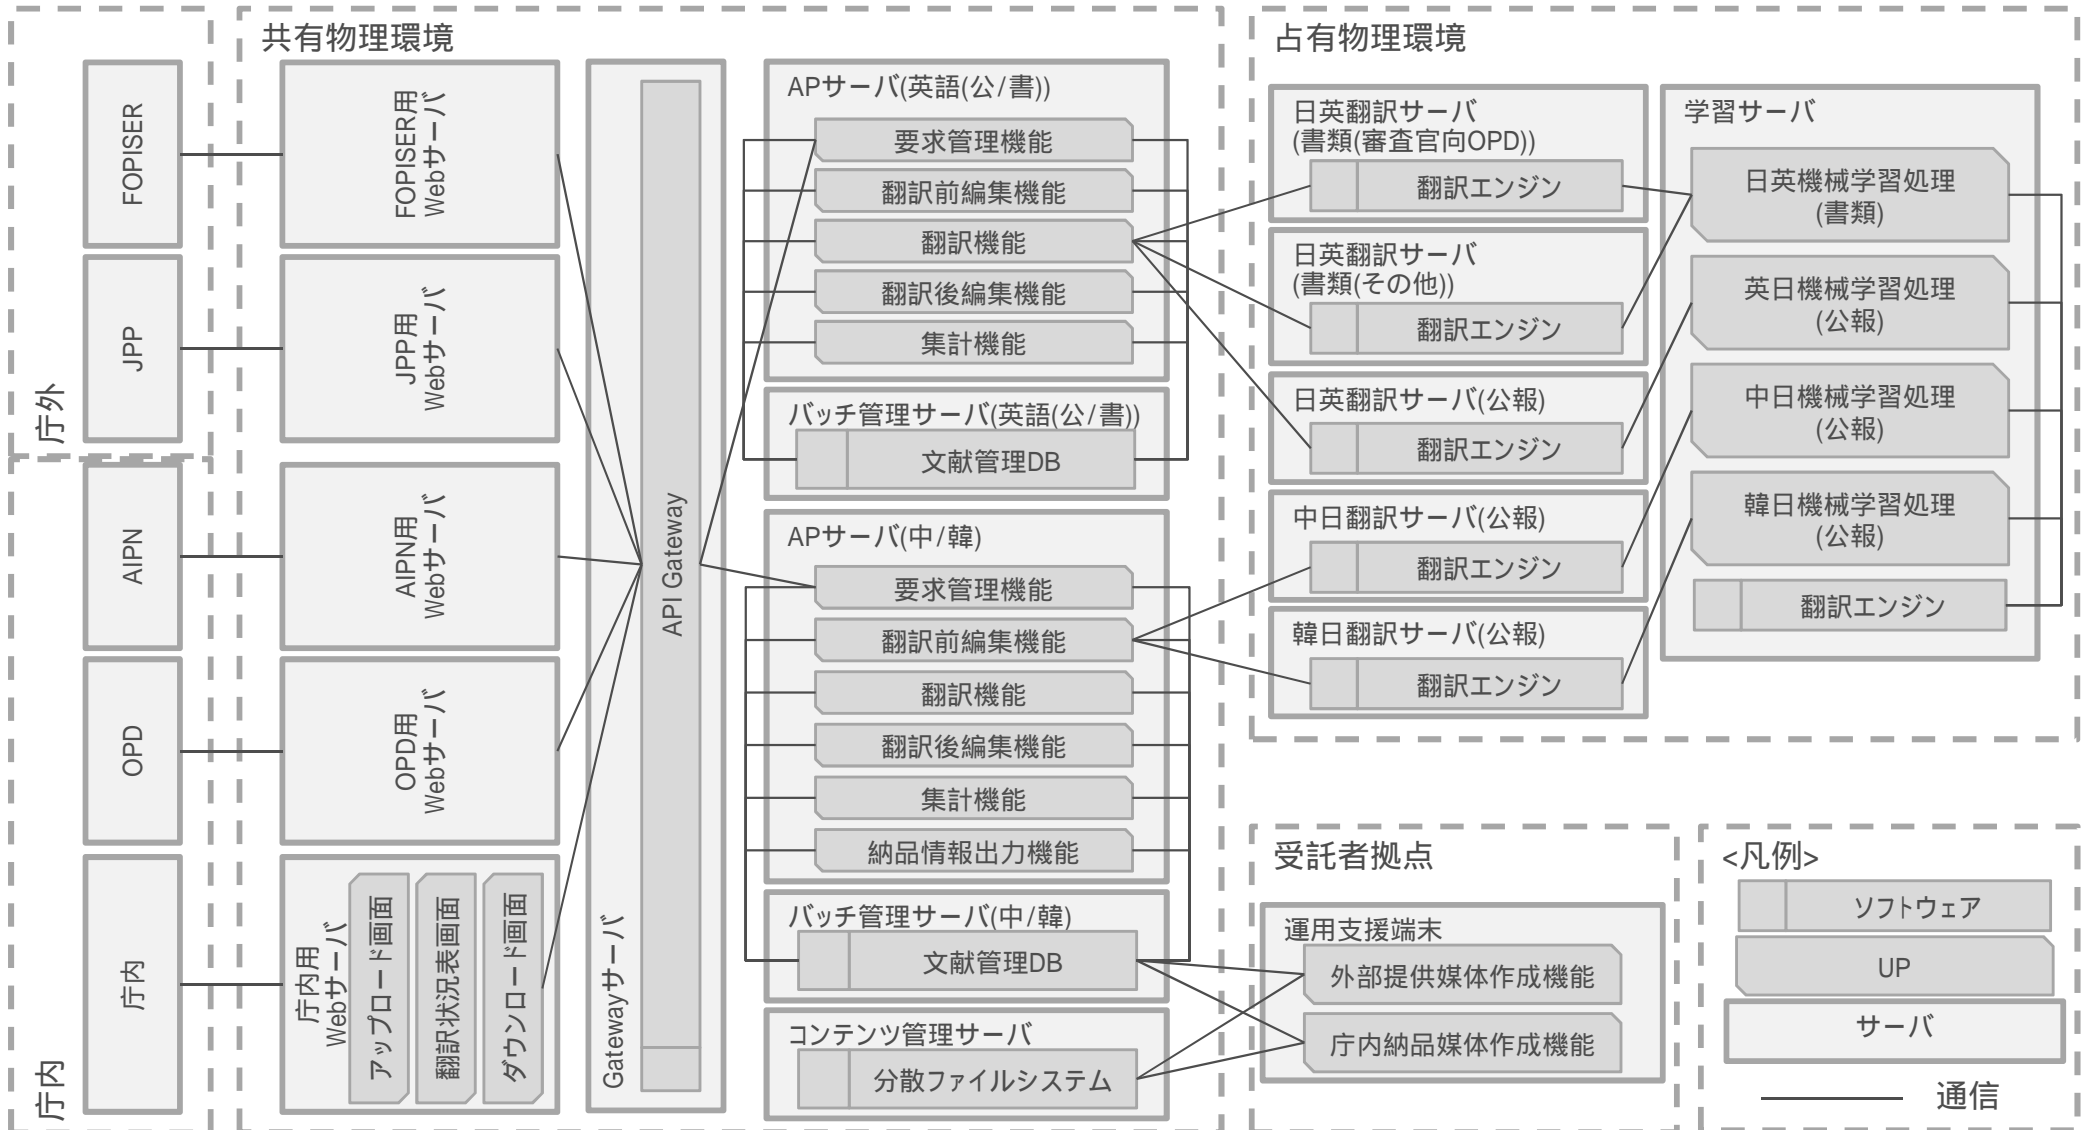 庁外
FOPISER
JPP
庁内
AIPN
OPD
庁内
共有物理環境
FOPISER用
Webサーバ
JPP用
Webサーバ
AIPN用
Webサーバ
OPD用
Webサーバ
庁内用
Webサーバ
アップロード画面
翻訳状況表画面
ダウンロード画面
Gatewayサーバ
API Gateway
APサーバ(英語(公/書))
要求管理機能
翻訳前編集機能
翻訳機能
翻訳後編集機能
集計機能
バッチ管理サーバ(英語(公/書))
文献管理DB
APサーバ(中/韓)
要求管理機能
翻訳前編集機能
翻訳機能
翻訳後編集機能
集計機能
納品情報出力機能
バッチ管理サーバ(中/韓)
文献管理DB
コンテンツ管理サーバ
分散ファイルシステム
占有物理環境
日英翻訳サーバ
(書類(審査官向OPD))
翻訳エンジン
日英翻訳サーバ
(書類(その他))
翻訳エンジン
日英翻訳サーバ(公報)
翻訳エンジン
中日翻訳サーバ(公報)
翻訳エンジン
韓日翻訳サーバ(公報)
翻訳エンジン
学習サーバ
日英機械学習処理
(書類)
英日機械学習処理
(公報)
中日機械学習処理
(公報)
韓日機械学習処理
(公報)
翻訳エンジン
受託者拠点
運用支援端末
外部提供媒体作成機能
庁内納品媒体作成機能
<凡例>
ソフトウェア
UP
サーバ
通信